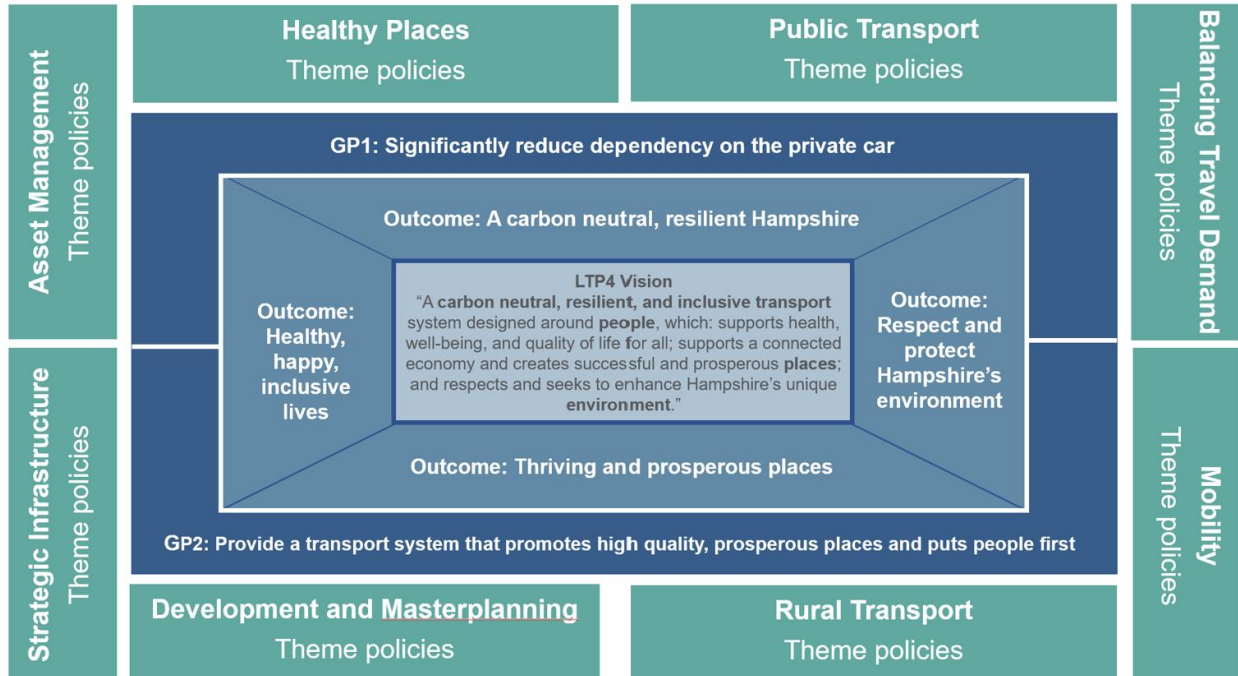 Asset Management
Theme policies
Healthy Places
Theme policies
Public Transport
Theme policies
Balancing Travel Demand
Theme policies
GP1: Significantly reduce dependency on the private car
Outcome: A carbon neutral, resilient Hampshire
Outcome:
Healthy,
happy,
inclusive
lives
LTP4 Vision
“A carbon neutral, resilient, and inclusive transport
system designed around people, which: supports health,
well-being, and quality of life for all; supports a connected
economy and creates successful and prosperous places;
and respects and seeks to enhance Hampshire’s unique
environment.”
Outcome:
Respect and
protect
Hampshire’s
environment
Outcome: Thriving and prosperous places
GP2: Provide a transport system that promotes high quality, prosperous places and puts people first
Strategic Infrastructure
Theme policies
Development and Masterplanning
Theme policies
Rural Transport
Theme policies
Mobility
Theme policies